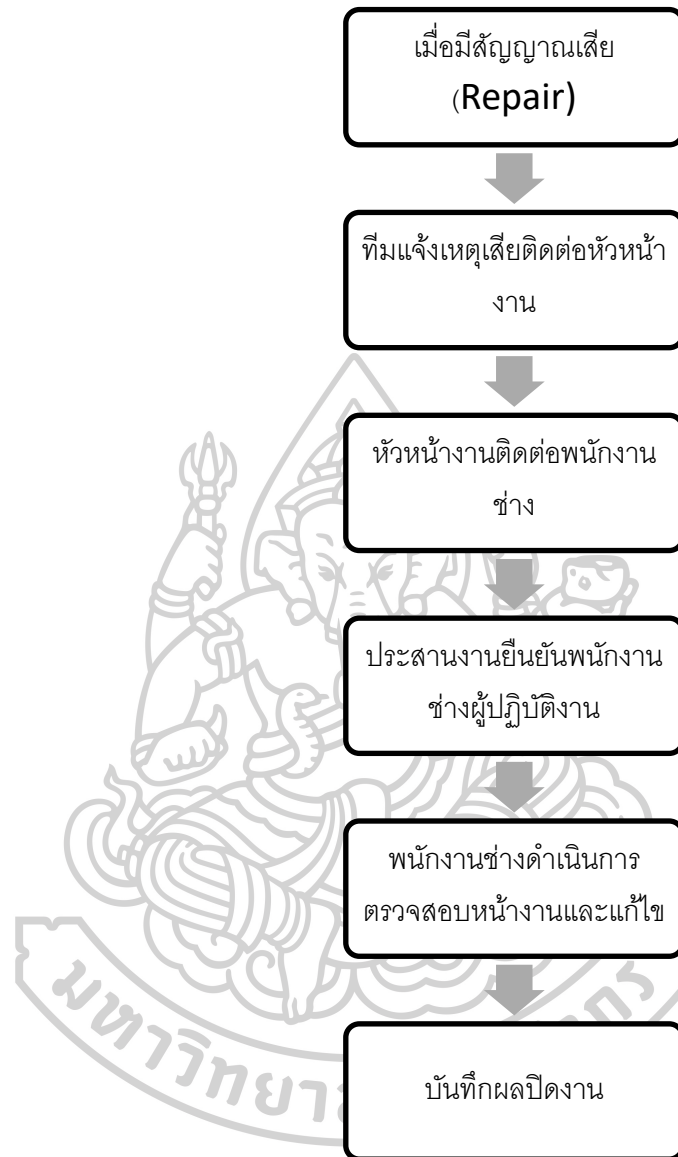 เมื่อมีสัญญาณเสีย
(Repair)
ทีมแจ้งเหตุเสียติดต่อหัวหน้า
งาน
หัวหน้างานติดต่อพนักงาน
ช่าง
ประสานงานยืนยันพนักงาน
ช่างผู้ปฏิบัติงาน
พนักงานช่างดำเนินการ
ตรวจสอบหน้างานและแก้ไข
บันทึกผลปิดงาน